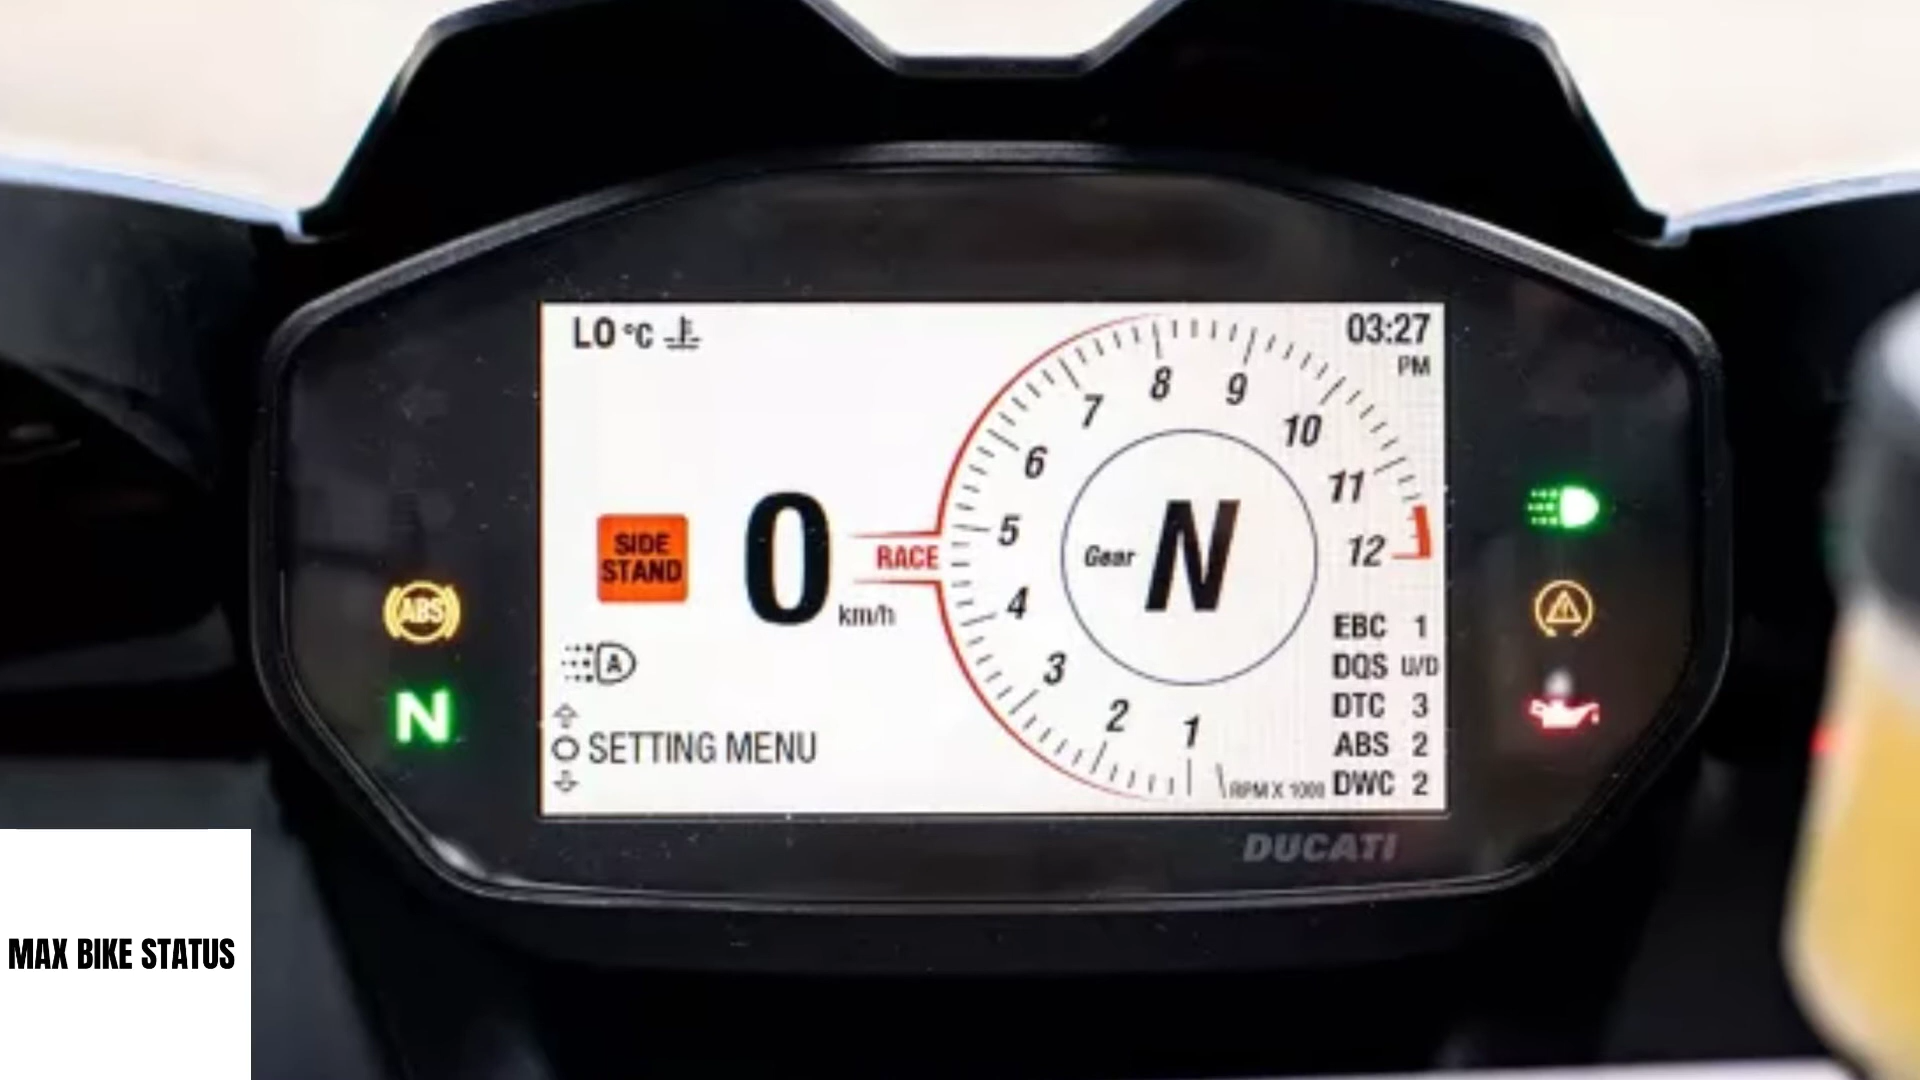 LO °C
03:27
PM
7
8
9
10
6
11
5
12
4
3
2
1
RPM X 1000
SIDE
STAND
0
km/h
RACE
Gear N
A
SETTING MENU
EBC 1
DQS U/D
DTC 3
ABS 2
DWC 2
ABS
N
DUCATI
MAX BIKE STATUS